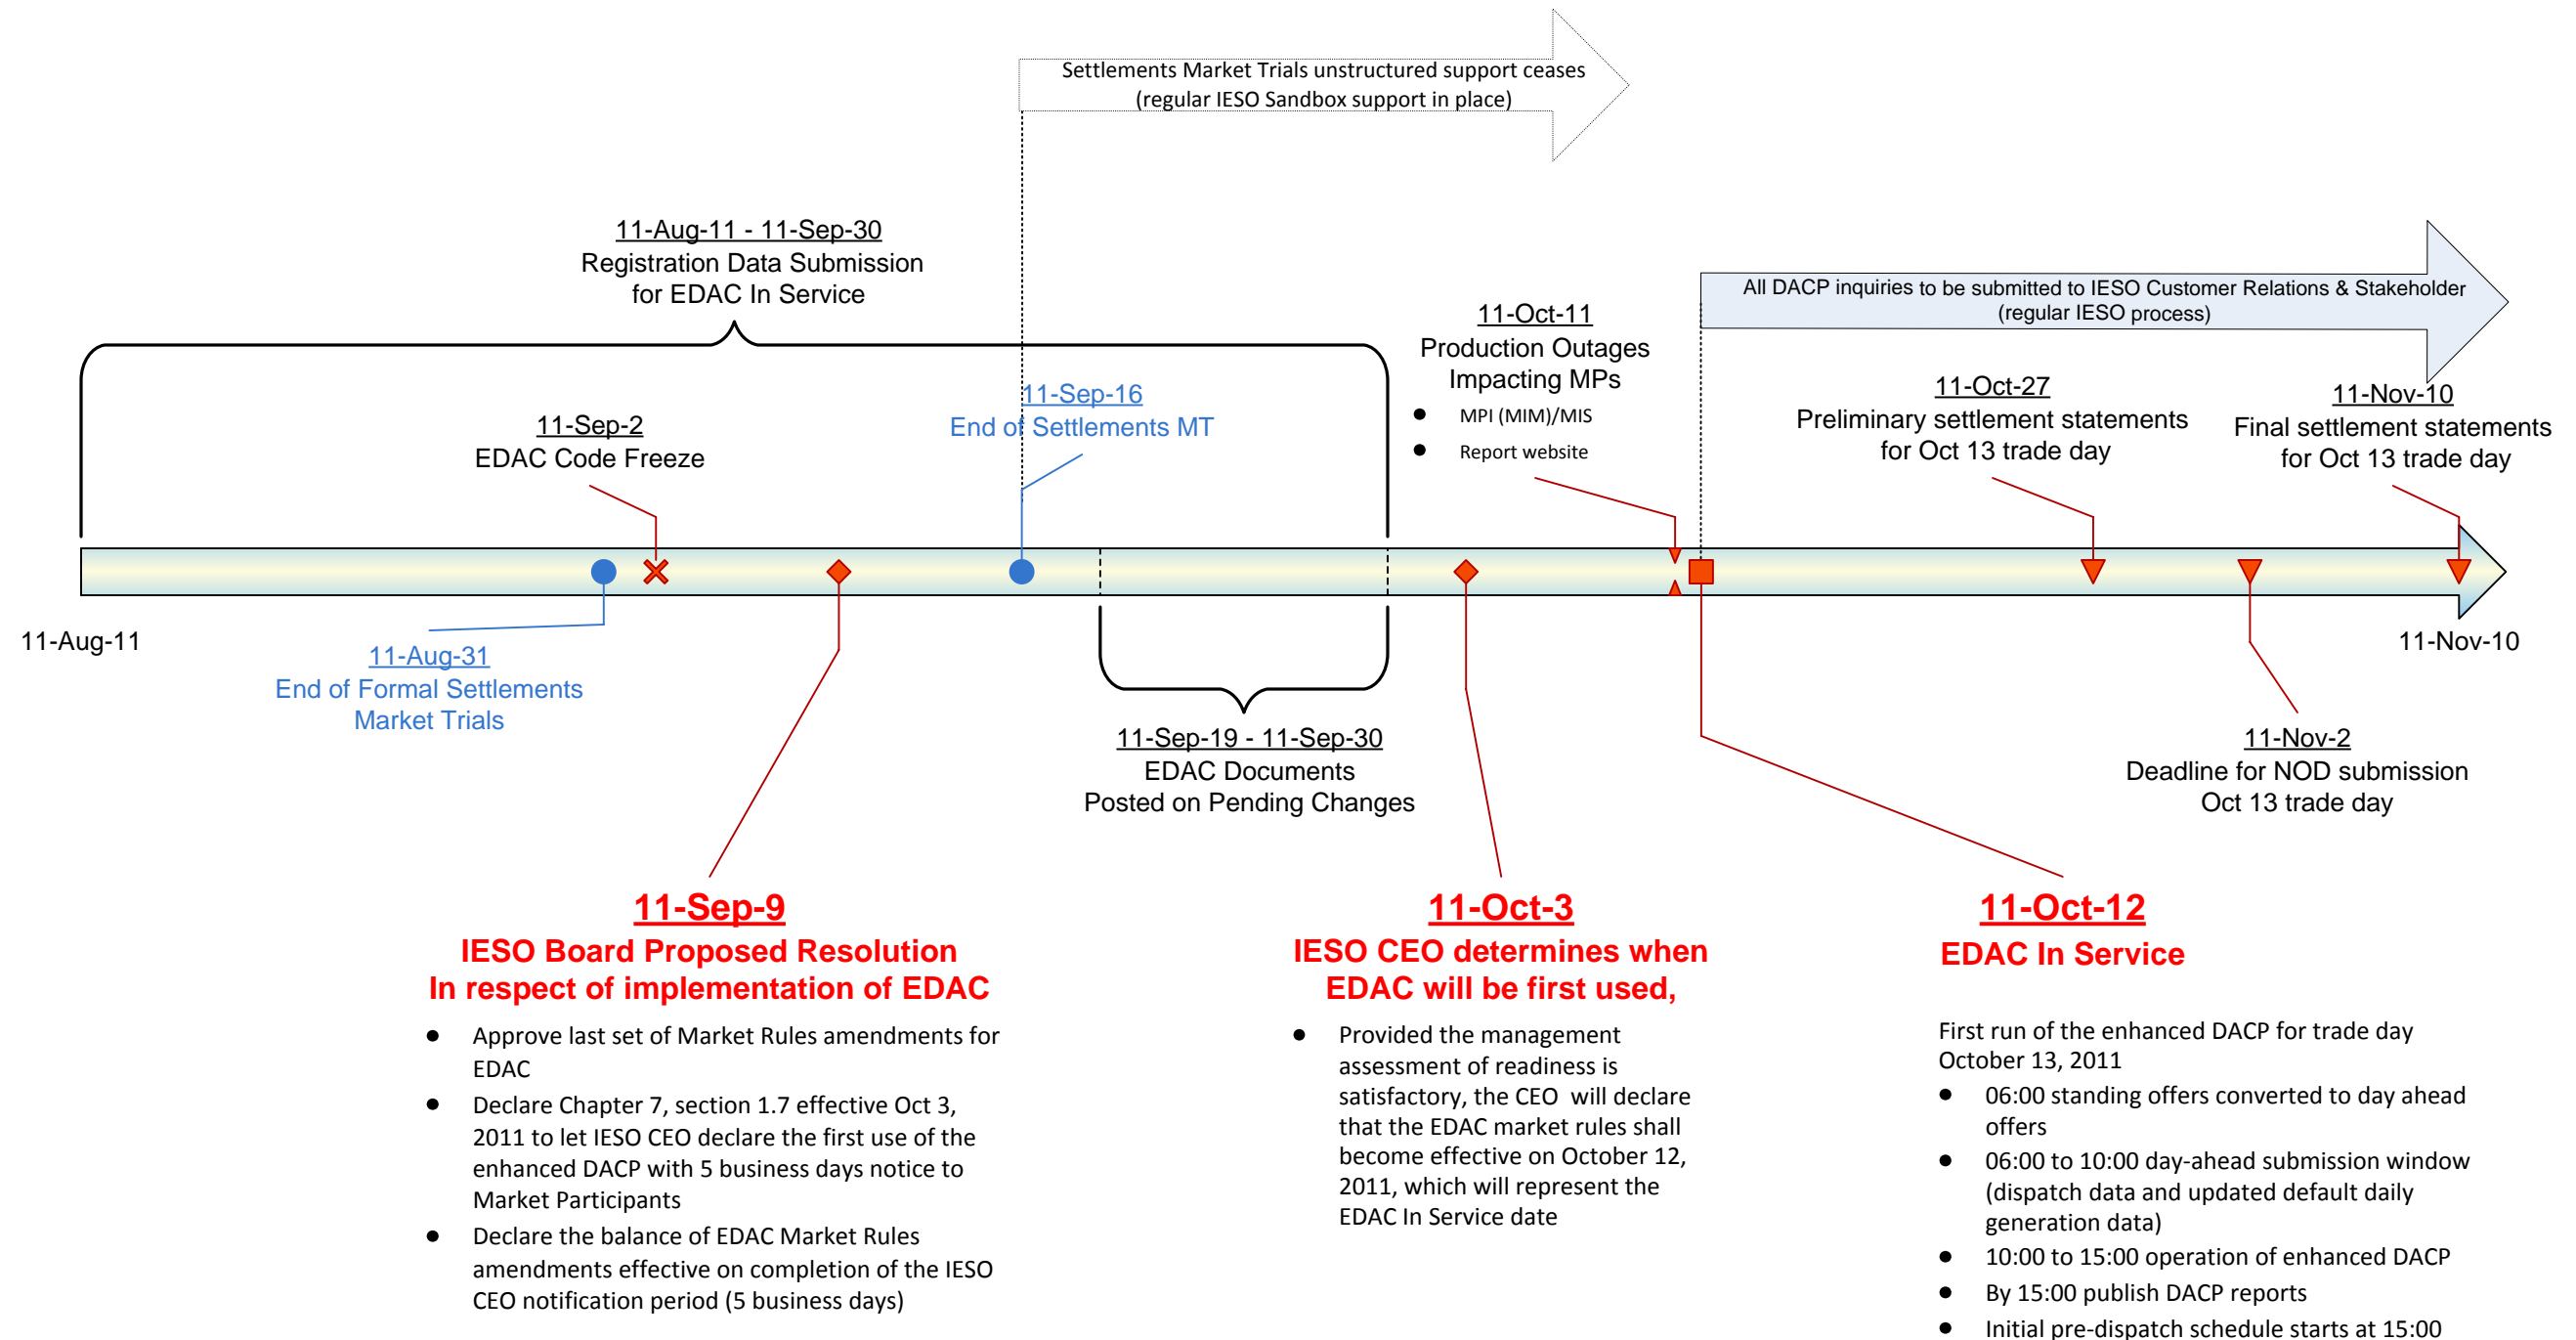 Settlements Market Trials unstructured support ceases
(regular IESO Sandbox support in place)
11-Aug-11 - 11-Sep-30
Registration Data Submission
for EDAC In Service
All DACP inquiries to be submitted to IESO Customer Relations & Stakeholder
(regular IESO process)
11-Oct-11
Production Outages
Impacting MPs
● MPI (MIM)/MIS
● Report website
11-Sep-2
EDAC Code Freeze
11-Sep-16
End of Settlements MT
11-Oct-27
Preliminary settlement statements
for Oct 13 trade day
11-Nov-10
Final settlement statements
for Oct 13 trade day
11-Aug-11
11-Nov-10
11-Aug-31
End of Formal Settlements
Market Trials
11-Sep-19 - 11-Sep-30
EDAC Documents
Posted on Pending Changes
11-Nov-2
Deadline for NOD submission
Oct 13 trade day
11-Sep-9
IESO Board Proposed Resolution
In respect of implementation of EDAC
● Approve last set of Market Rules amendments for
EDAC
● Declare Chapter 7, section 1.7 effective Oct 3,
2011 to let IESO CEO declare the first use of the
enhanced DACP with 5 business days notice to
Market Participants
● Declare the balance of EDAC Market Rules
amendments effective on completion of the IESO
CEO notification period (5 business days)
11-Oct-3
IESO CEO determines when
EDAC will be first used,
● Provided the management
assessment of readiness is
satisfactory, the CEO will declare
that the EDAC market rules shall
become effective on October 12,
2011, which will represent the
EDAC In Service date
11-Oct-12
EDAC In Service
First run of the enhanced DACP for trade day
October 13, 2011
● 06:00 standing offers converted to day ahead
offers
● 06:00 to 10:00 day-ahead submission window
(dispatch data and updated default daily
generation data)
● 10:00 to 15:00 operation of enhanced DACP
● By 15:00 publish DACP reports
● Initial pre-dispatch schedule starts at 15:00